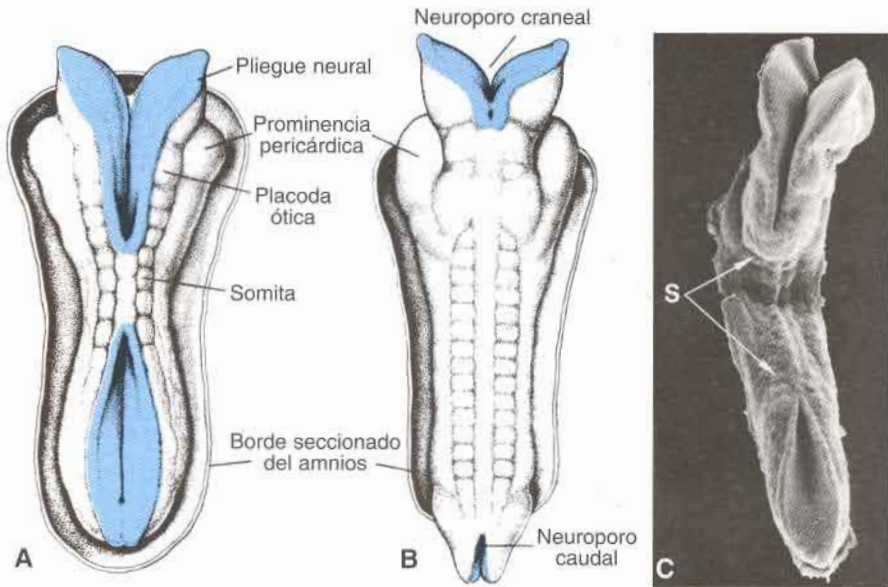 Neuroporo craneal
Pliegue neural
Prominencia
pericárdica
Placoda
ótica
Somita
Borde seccionado
del amnios
Neuroporo
caudal
A
B
S
C